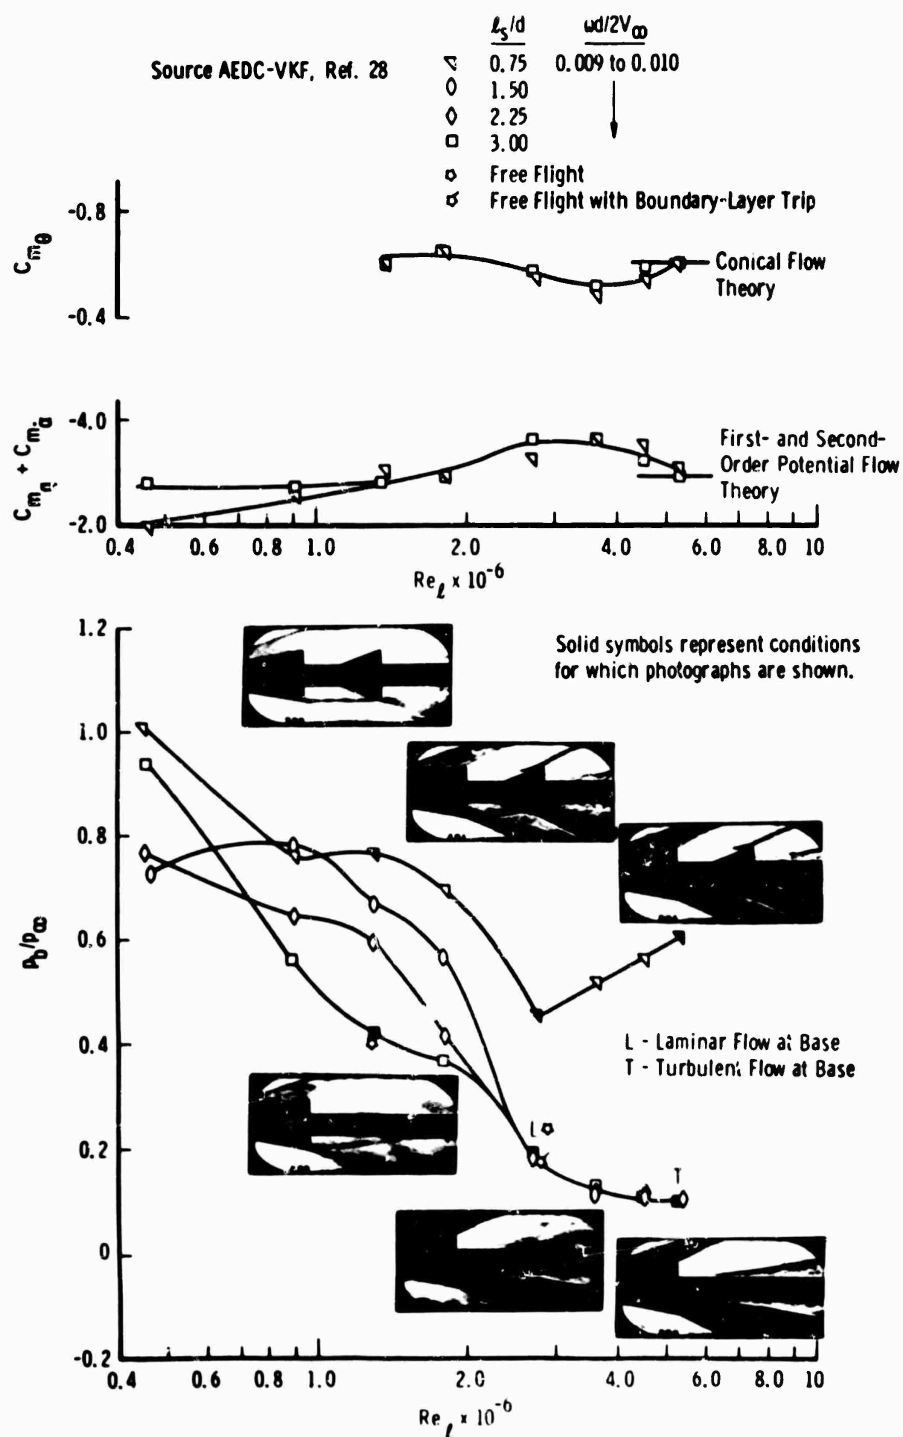 ℓs/d ωd/2V∞
Source AEDC-VKF, Ref. 28
0.75 0.009 to 0.010
1.50
2.25
3.00
Free Flight
Free Flight with Boundary-Layer Trip
-0.8
Cmθ
-0.4
Conical Flow
Theory
-4.0
Cmq + Cmα̇
-2.0
First- and Second-
Order Potential Flow
Theory
0.4 0.6 0.8 1.0 2.0 4.0 6.0 8.0 10
Reℓ x 10-6
1.2
1.0
0.8
0.6
0.4
0.2
0
-0.2
pb/p∞
Solid symbols represent conditions
for which photographs are shown.
L - Laminar Flow at Base
T - Turbulent Flow at Base
L
T
0.4 0.6 0.8 1.0 2.0 4.0 6.0 8.0 10
Reℓ x 10-6